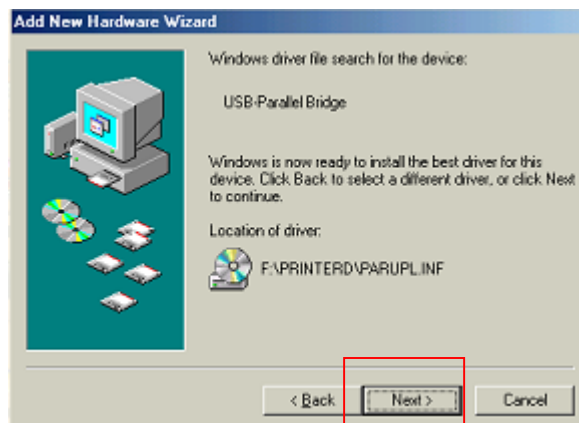 Add New Hardware Wizard
Windows driver file search for the device:
USB-Parallel Bridge
Windows is now ready to install the best driver for this
device. Click Back to select a different driver, or click Next
to continue.
Location of driver:
F:\PRINTERD\PARUPL.INF
< Back
Next >
Cancel